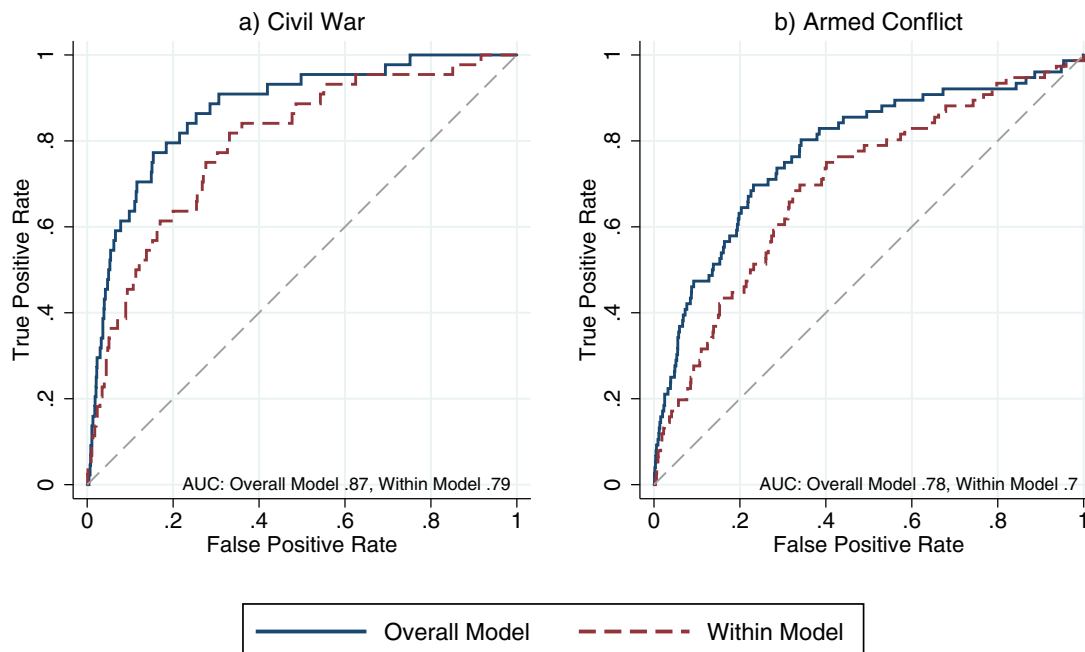 a) Civil War
True Positive Rate
1
.8
.6
.4
.2
0
AUC: Overall Model .87, Within Model .79
0 .2 .4 .6 .8 1
False Positive Rate
b) Armed Conflict
True Positive Rate
1
.8
.6
.4
.2
0
AUC: Overall Model .78, Within Model .7
0 .2 .4 .6 .8 1
False Positive Rate
Overall Model Within Model